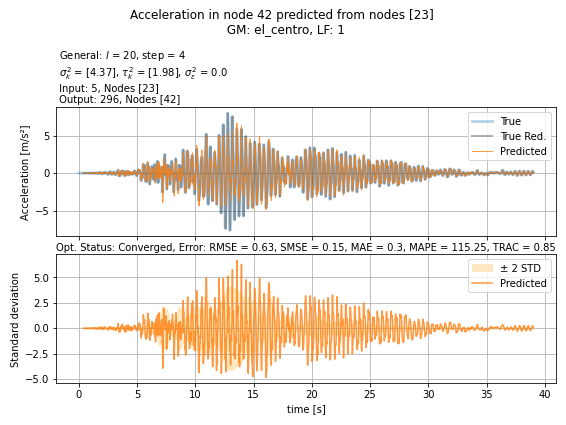 Acceleration in node 42 predicted from nodes [23]
GM: el_centro, LF: 1
General: l = 20, step = 4
σ²ₖ = [4.37], τ²ₖ = [1.98], σ²ε = 0.0
Input: 5, Nodes [23]
Output: 296, Nodes [42]
Acceleration [m/s²]
5
0
−5
True
True Red.
Predicted
Opt. Status: Converged, Error: RMSE = 0.63, SMSE = 0.15, MAE = 0.3, MAPE = 115.25, TRAC = 0.85
Standard deviation
5.0
2.5
0.0
−2.5
−5.0
± 2 STD
Predicted
0 5 10 15 20 25 30 35 40
time [s]